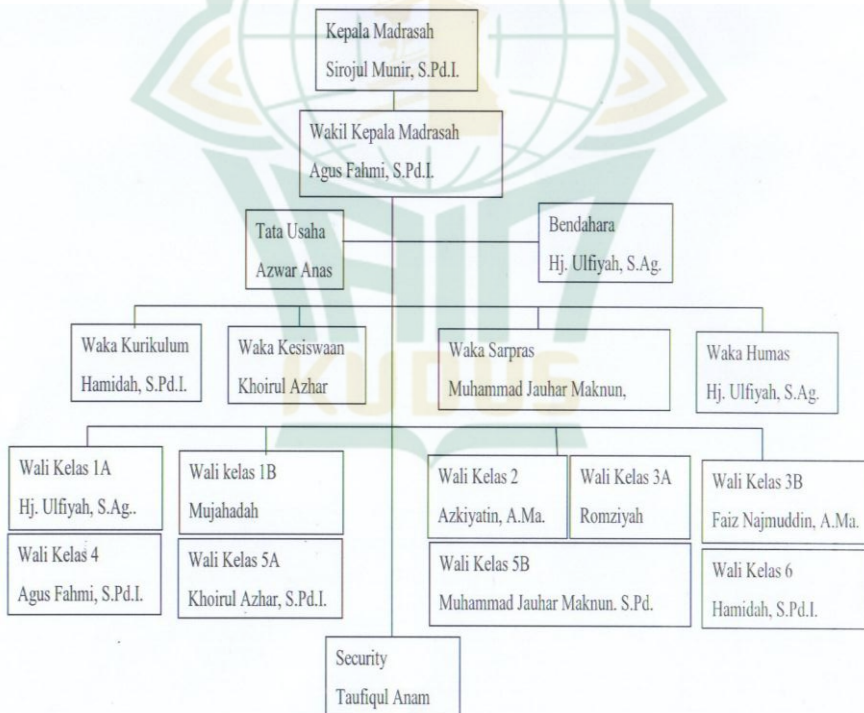 Kepala Madrasah
Sirojul Munir, S.Pd.I.
Wakil Kepala Madrasah
Agus Fahmi, S.Pd.I.
Tata Usaha
Azwar Anas
Bendahara
Hj. Ulfiyah, S.Ag.
Waka Kurikulum
Hamidah, S.Pd.I.
Waka Kesiswaan
Khoirul Azhar
Waka Sarpras
Muhammad Jauhar Maknun,
Waka Humas
Hj. Ulfiyah, S.Ag.
Wali Kelas 1A
Hj. Ulfiyah, S.Ag..
Wali kelas 1B
Mujahadah
Wali Kelas 2
Azkiyatin, A.Ma.
Wali Kelas 3A
Romziyah
Wali Kelas 3B
Faiz Najmuddin, A.Ma.
Wali Kelas 4
Agus Fahmi, S.Pd.I.
Wali Kelas 5A
Khoirul Azhar, S.Pd.I.
Wali Kelas 5B
Muhammad Jauhar Maknun. S.Pd.
Wali Kelas 6
Hamidah, S.Pd.I.
Security
Taufiqul Anam
IAIN
KUDUS